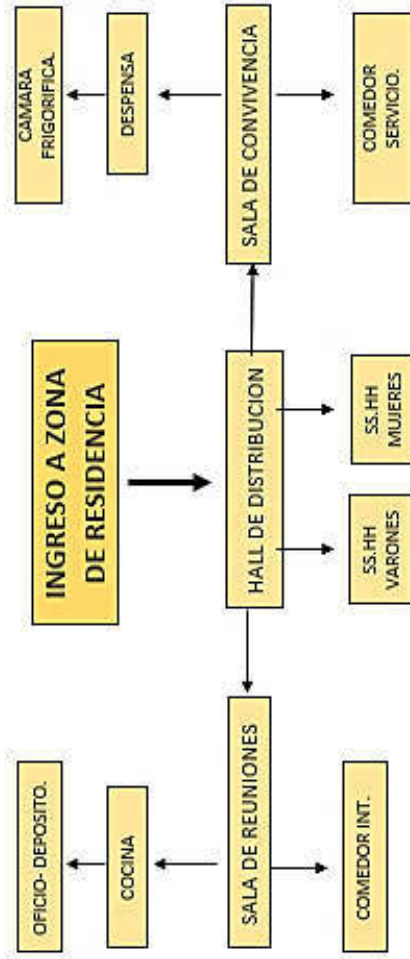 INGRESO A ZONA
DE RESIDENCIA
OFICIO- DEPOSITO.
COCINA
SALA DE REUNIONES
COMEDOR INT.
HALL DE DISTRIBUCION
SS.HH
VARONES
SS.HH
MUJERES
CAMARA
FRIGORIFICA.
DESPENSA
SALA DE CONVIVENCIA
COMEDOR
SERVICIO.